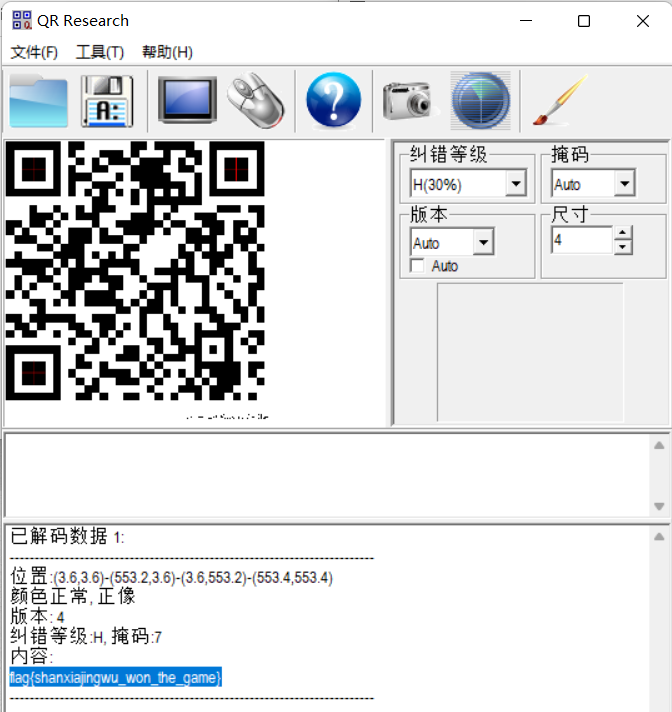 QR Research
文件(F) 工具(T) 帮助(H)
A:
?
纠错等级 掩码
H(30%) Auto
版本 尺寸
Auto 4
Auto
已解码数据 1:
--------------------------------------------------------------------------------
位置:(3.6,3.6)-(553.2,3.6)-(3.6,553.2)-(553.4,553.4)
颜色正常, 正像
版本: 4
纠错等级:H, 掩码:7
内容:
flag{shanxiajingwu_won_the_game}
--------------------------------------------------------------------------------